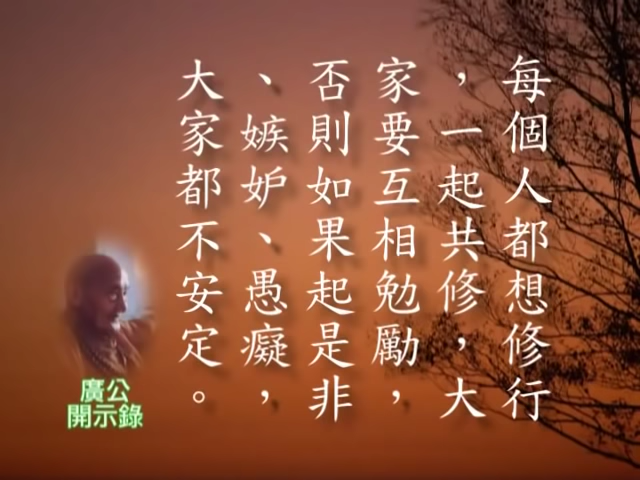 每個人都想修行
，一起共修，大
家要互相勉勵，
否則如果起是非
、嫉妒、愚癡，
大家都不安定。
廣公
開示錄